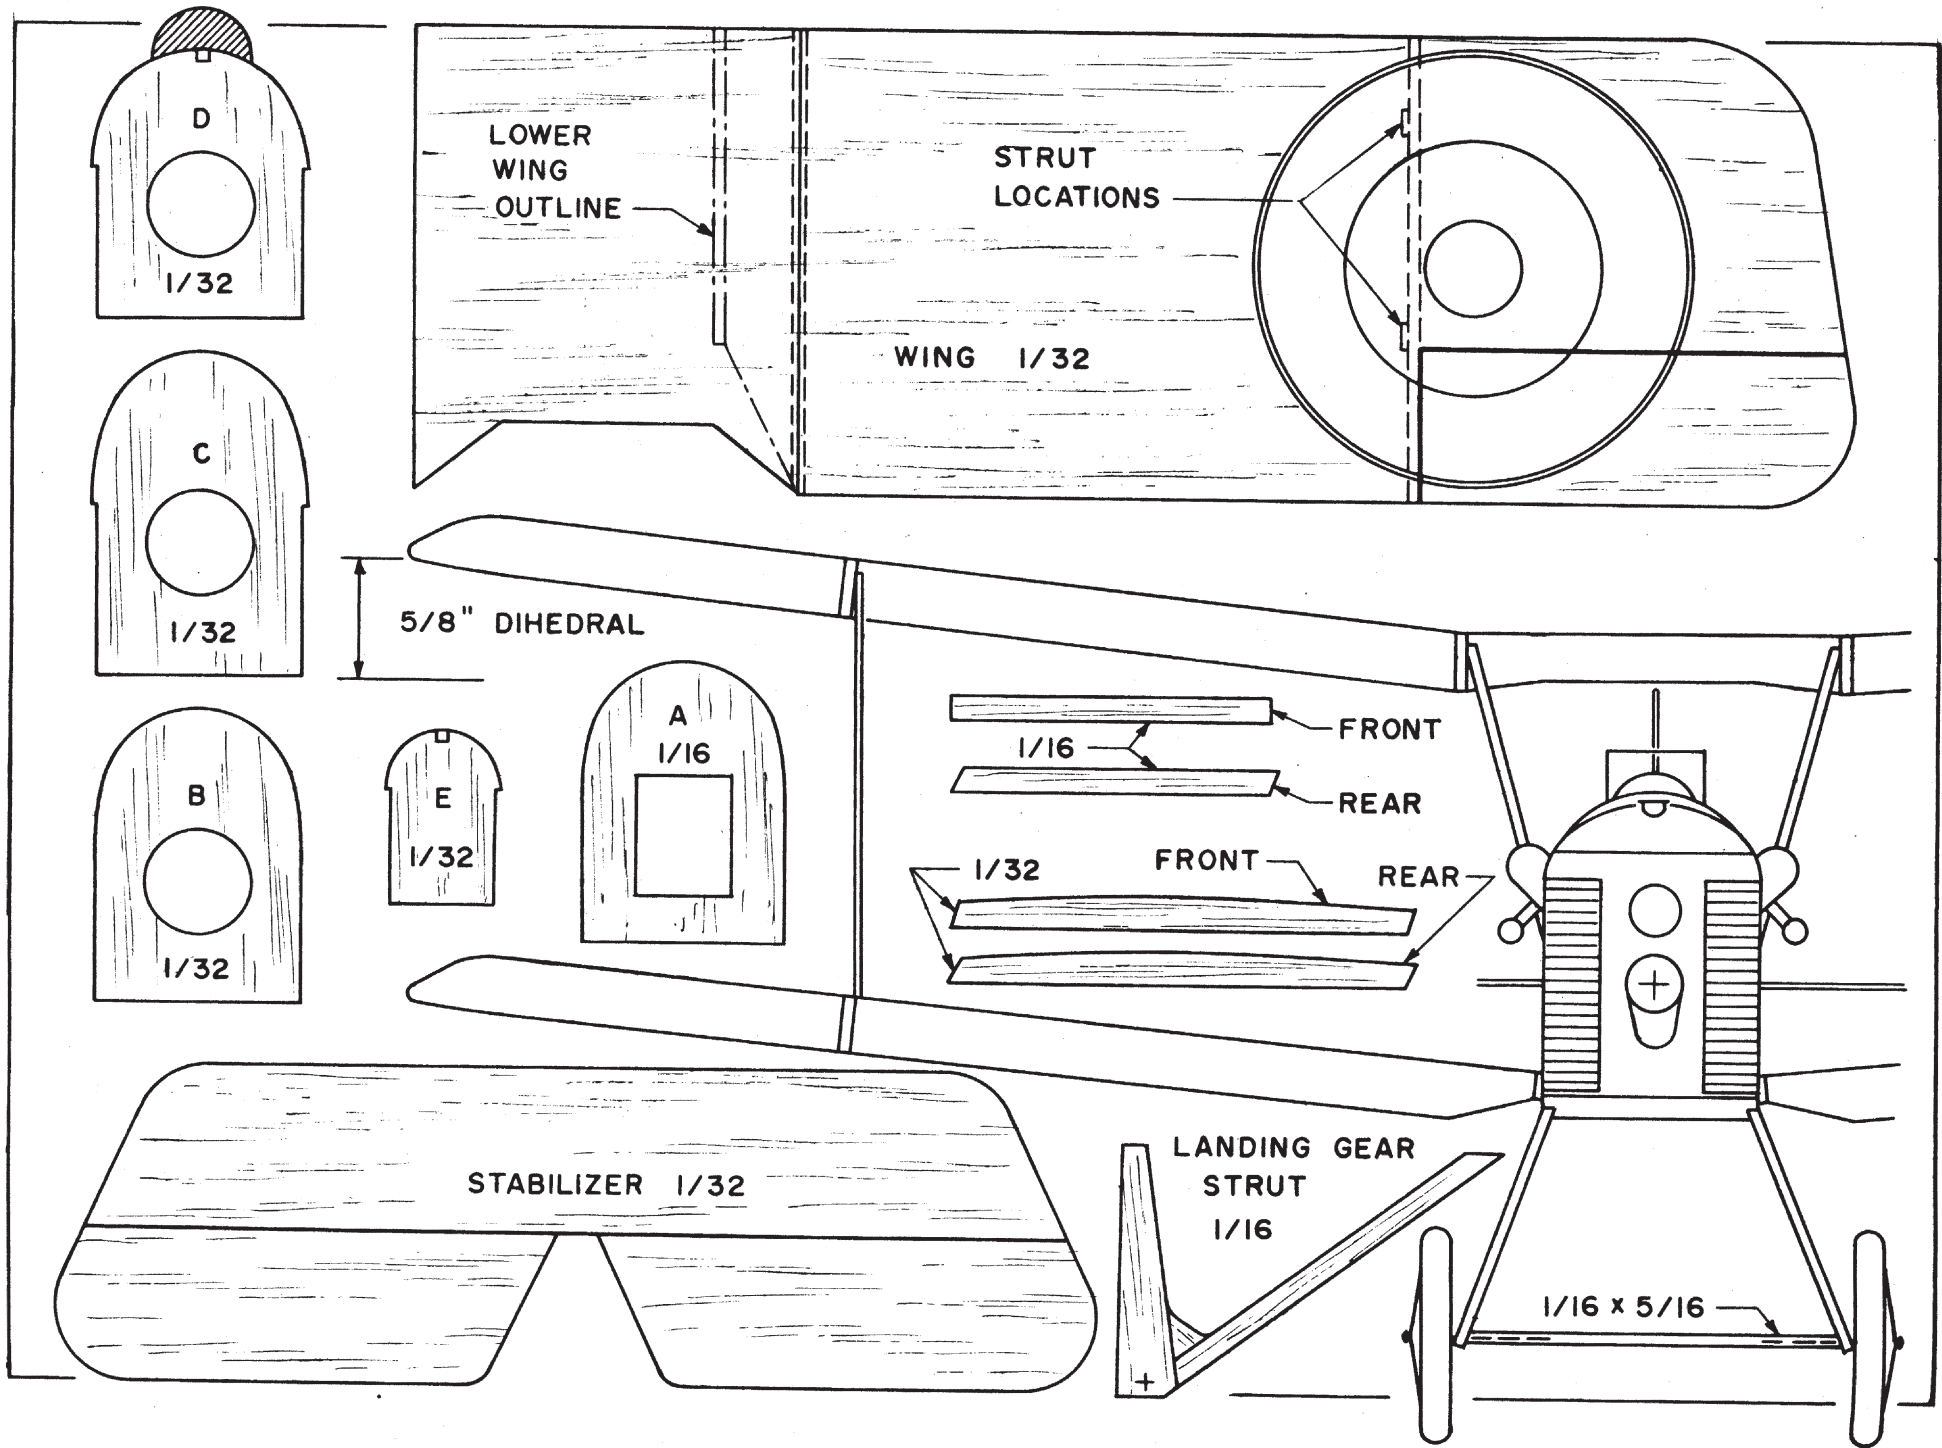 D
1/32
LOWER
WING
OUTLINE
STRUT
LOCATIONS
WING 1/32
C
1/32
5/8" DIHEDRAL
A
1/16
B
1/32
E
1/32
FRONT
1/16
REAR
1/32
FRONT
REAR
STABILIZER 1/32
LANDING GEAR
STRUT
1/16
1/16 x 5/16